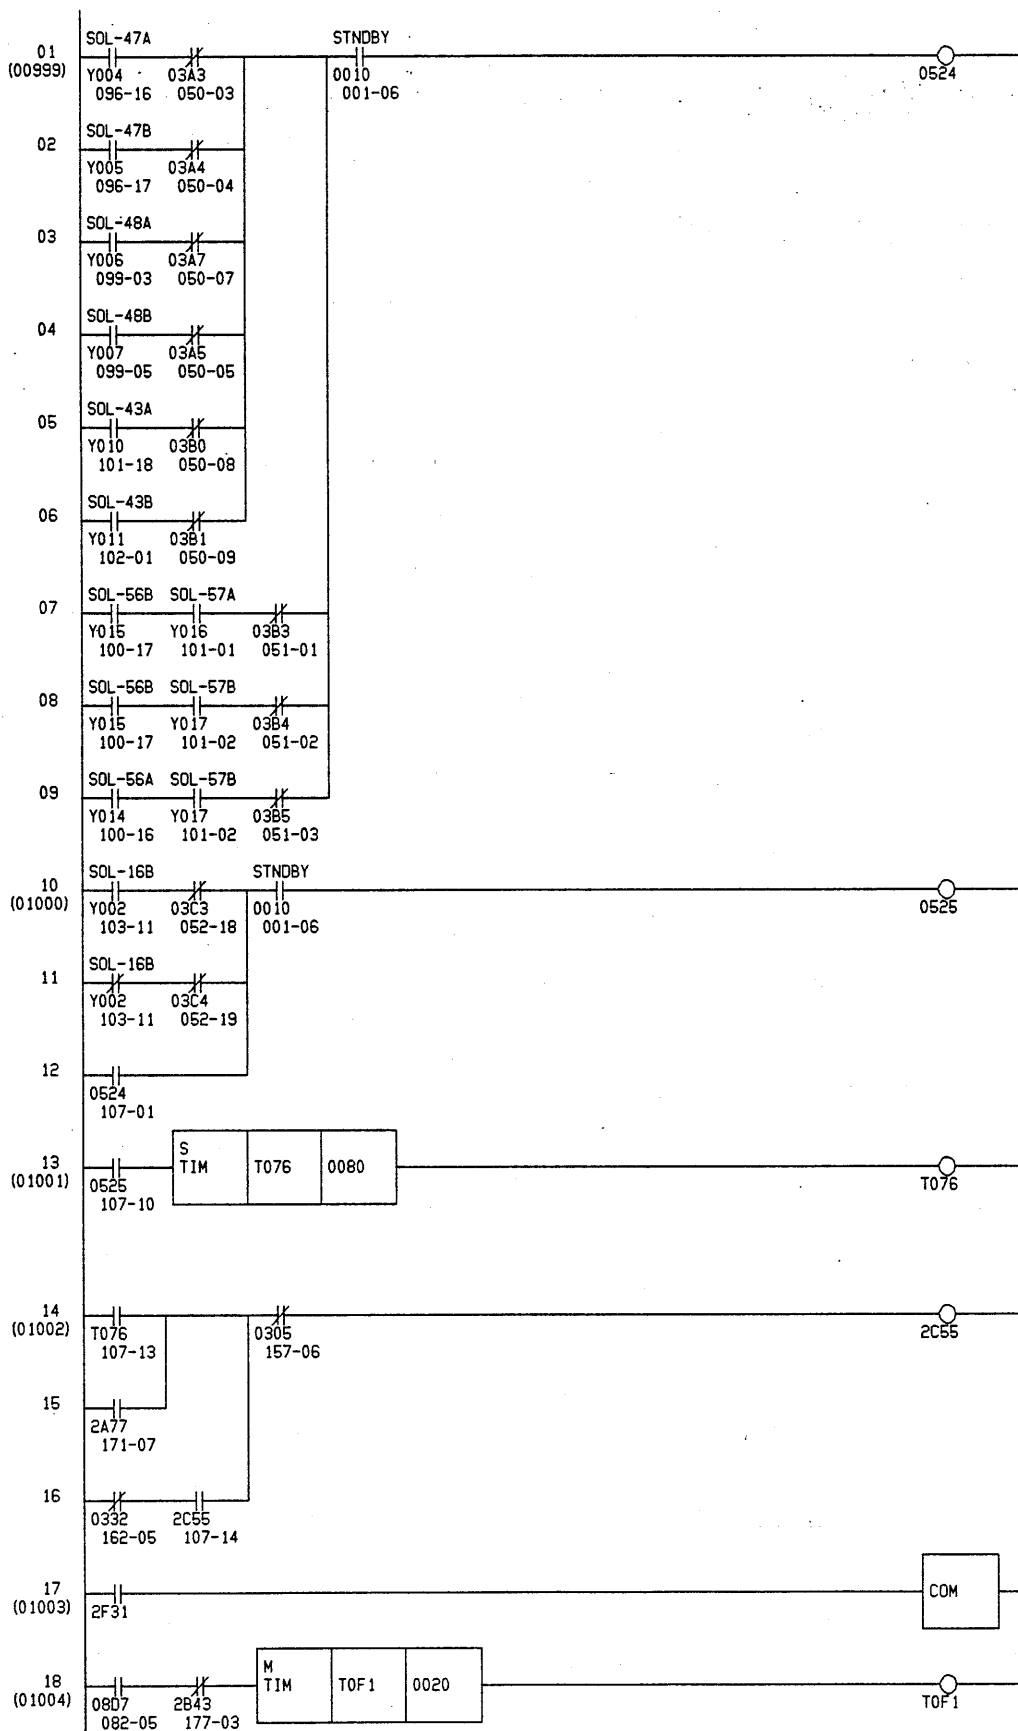 SOL-47A STNDBY
01
(00999) Y004 03A3 0010 0524
096-16 050-03 001-06
SOL-47B
02
Y005 03A4
096-17 050-04
SOL-48A
03
Y006 03A7
099-03 050-07
SOL-48B
04
Y007 03A5
099-05 050-05
SOL-43A
05
Y010 03B0
101-18 050-08
SOL-43B
06
Y011 03B1
102-01 050-09
SOL-56B SOL-57A
07
Y015 Y016 03B3
100-17 101-01 051-01
SOL-56B SOL-57B
08
Y015 Y017 03B4
100-17 101-02 051-02
SOL-56A SOL-57B
09
Y014 Y017 03B5
100-16 101-02 051-03
SOL-16B STNDBY
10
(01000) Y002 03C3 0010 0525
103-11 052-18 001-06
SOL-16B
11
Y002 03C4
103-11 052-19
12
0524
107-01
S
13 TIM T076 0080
(01001) 0525 T076
107-10
14
(01002) T076 0305 2C55
107-13 157-06
15
2A77
171-07
16
0332 2C55
162-05 107-14
17 COM
(01003) 2F31
M
18 TIM T0F1 0020
(01004) 08D7 2B43 T0F1
082-05 177-03